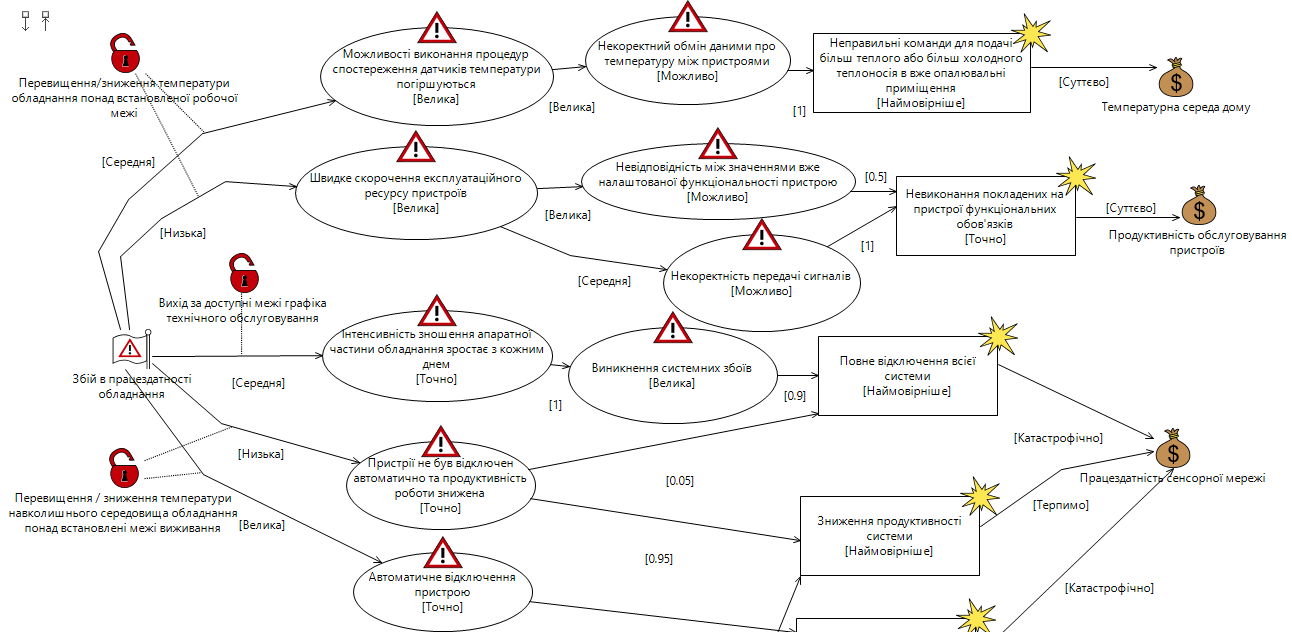 Перевищення/зниження температури
обладнання понад встановленої робочої
межі
[Середня]
Можливості виконання процедур
спостереження датчиків температури
погіршуються
[Велика]
[Велика]
Некоректний обмін даними про
температуру між пристроями
[Можливо]
[1]
Неправильні команди для подачі
більш теплого або більш холодного
теплоносія в вже опалювальні
приміщення
[Наймовірніше]
[Суттєво]
Температурна середа дому
[Низька]
Швидке скорочення експлуатаційного
ресурсу пристроїв
[Велика]
[Велика]
Невідповідність між значеннями вже
налаштованої функціональності пристрою
[Можливо]
[0.5]
[Середня]
Некоректність передачі сигналів
[Можливо]
[1]
Невиконання покладених на
пристрої функціональних
обов'язків
[Точно]
[Суттєво]
Продуктивність обслуговування
пристроїв
Вихід за доступні межі графіка
технічного обслуговування
Збій в працездатності
обладнання
[Середня]
Інтенсивність зношення апаратної
частини обладнання зростає з кожним
днем
[Точно]
[1]
Виникнення системних збоїв
[Велика]
[0.9]
Повне відключення всієї
системи
[Наймовірніше]
[Катастрофічно]
Працездатність сенсорної мережі
[Низька]
Пристрії не був відключен
автоматично та продуктивність
роботи знижена
[Точно]
[0.05]
[0.95]
Зниження продуктивності
системи
[Наймовірніше]
[Терпимо]
Перевищення / зниження температури
навколишнього середовища обладнання
понад встановлені межі виживання
[Велика]
Автоматичне відключення
пристрою
[Точно]
[Катастрофічно]